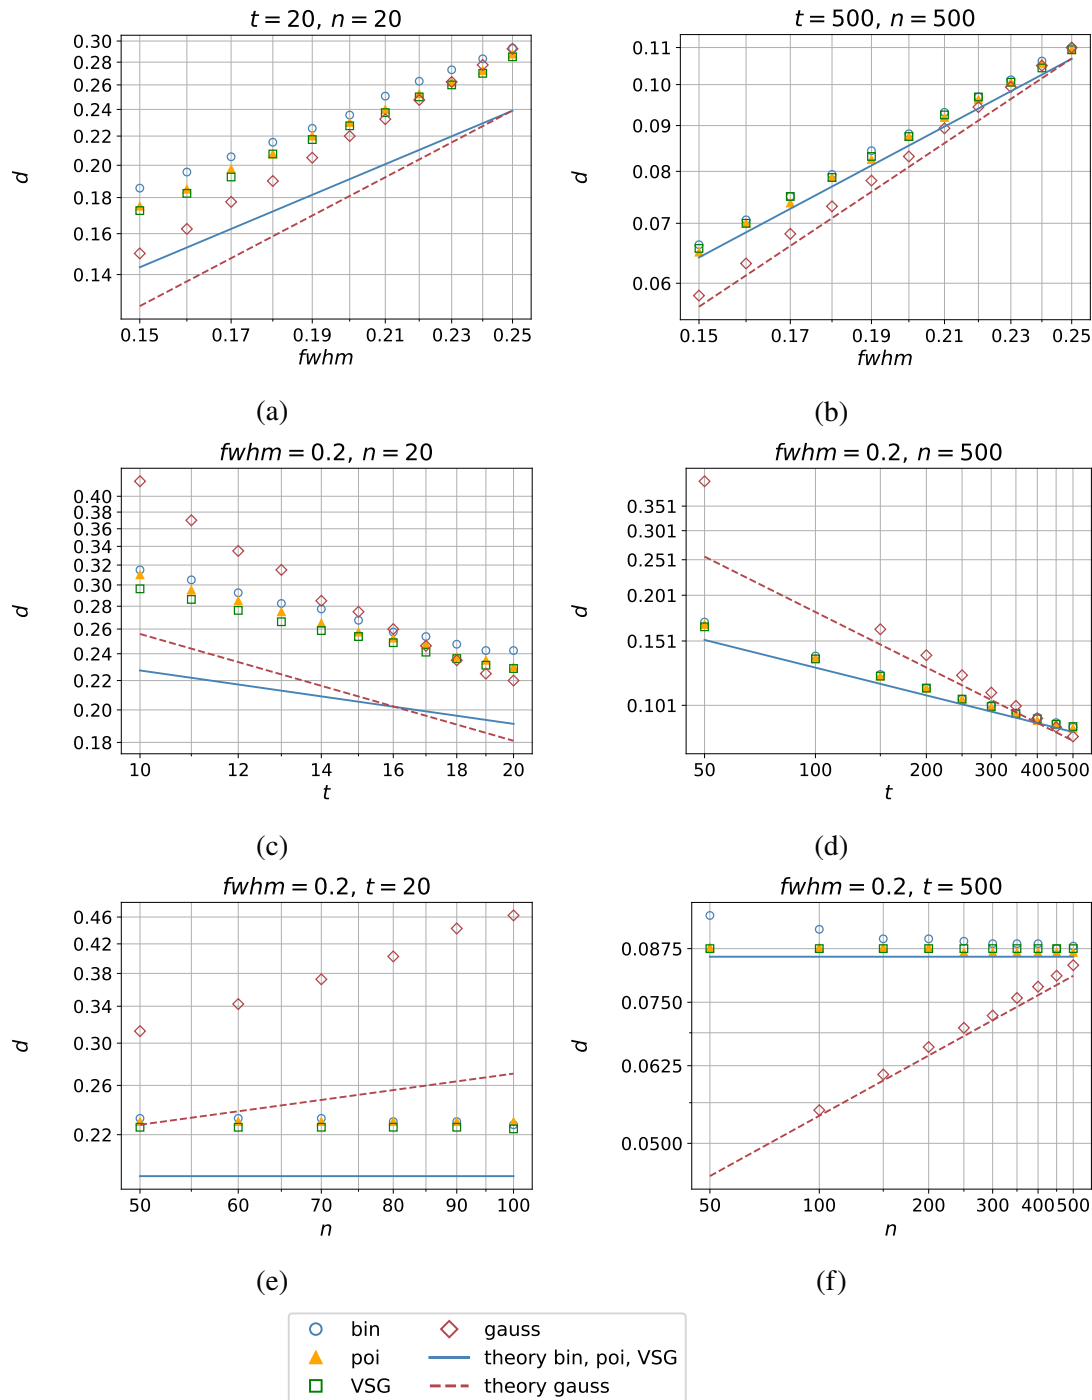 t = 20, n = 20
0.30
0.28
0.26
0.24
0.22
0.20
0.18
0.16
0.14
d
0.15 0.17 0.19 0.21 0.23 0.25
fwhm
(a)
t = 500, n = 500
0.11
0.10
0.09
0.08
0.07
0.06
d
0.15 0.17 0.19 0.21 0.23 0.25
fwhm
(b)
fwhm = 0.2, n = 20
0.40
0.38
0.36
0.34
0.32
0.30
0.28
0.26
0.24
0.22
0.20
0.18
d
10 12 14 16 18 20
t
(c)
fwhm = 0.2, n = 500
0.351
0.301
0.251
0.201
0.151
0.101
d
50 100 200 300 400 500
t
(d)
fwhm = 0.2, t = 20
0.46
0.42
0.38
0.34
0.30
0.26
0.22
d
50 60 70 80 90 100
n
(e)
fwhm = 0.2, t = 500
0.0875
0.0750
0.0625
0.0500
d
50 100 200 300 400 500
n
(f)
bin
poi
VSG
gauss
theory bin, poi, VSG
theory gauss